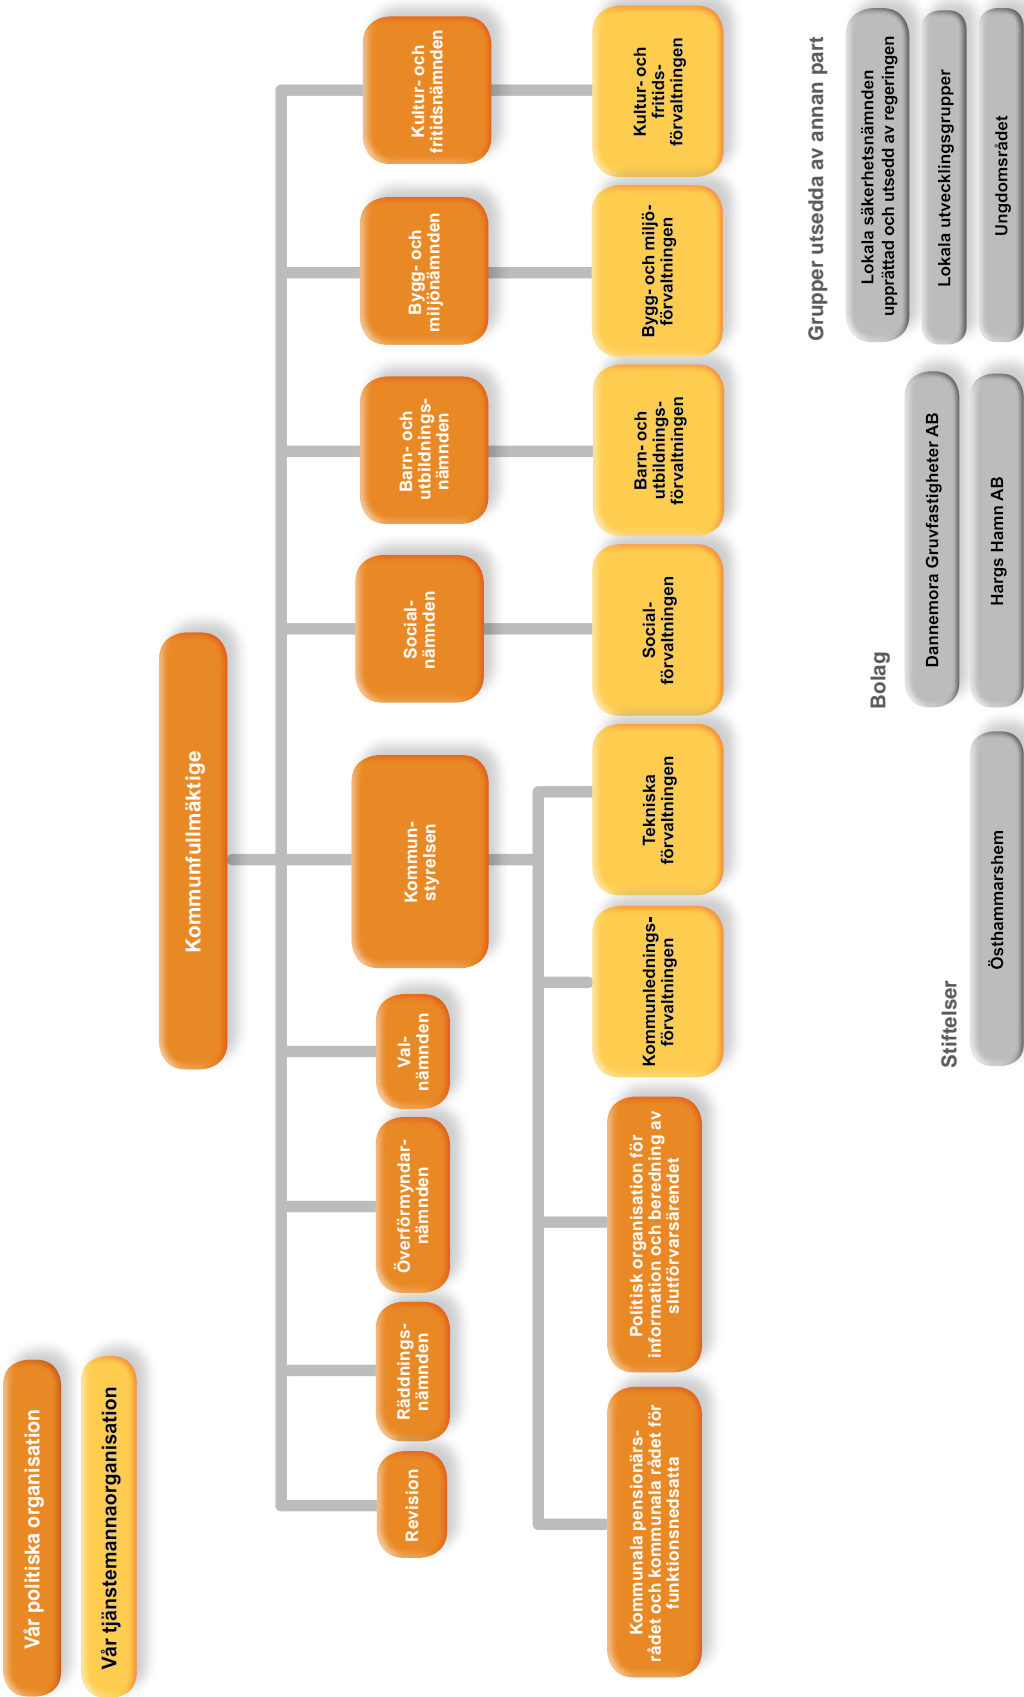 Vår politiska organisation
Vår tjänstemannaorganisation
Kommunfullmäktige
Revision
Räddnings-
nämnden
Överförmyndar-
nämnden
Val-
nämnden
Kommun-
styrelsen
Social-
nämnden
Barn- och
utbildnings-
nämnden
Bygg- och
miljönämnden
Kultur- och
fritidsnämnden
Kommunala pensionärs-
rådet och kommunala rådet för
funktionsnedsatta
Politisk organisation för
information och beredning av
slutförvarsärendet
Kommunlednings-
förvaltningen
Tekniska
förvaltningen
Social-
förvaltningen
Barn- och
utbildnings-
förvaltningen
Bygg- och miljö-
förvaltningen
Kultur- och
fritids-
förvaltningen
Stiftelser
Östhammarshem
Bolag
Dannemora Gruvfastigheter AB
Hargs Hamn AB
Grupper utsedda av annan part
Lokala säkerhetsnämnden
upprättad och utsedd av regeringen
Lokala utvecklingsgrupper
Ungdomsrådet